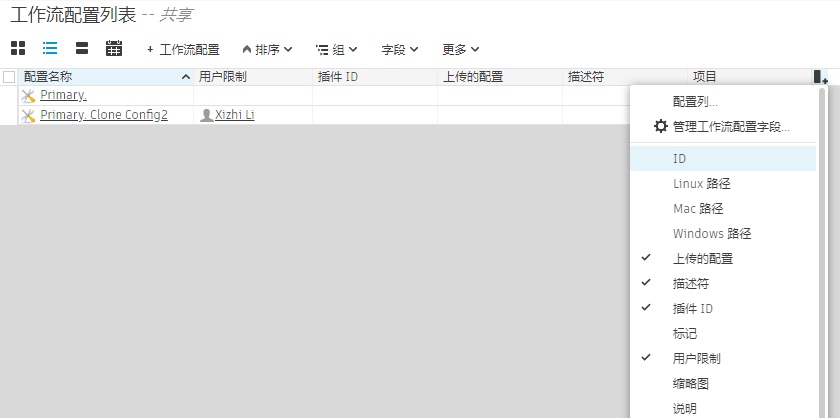 工作流配置列表 -- 共享
+ 工作流配置 排序 组 字段 更多
配置名称 用户限制 插件 ID 上传的配置 描述符 项目
Primary.
Primary. Clone Config2 Xizhi Li
配置列...
管理工作流配置字段...
ID
Linux 路径
Mac 路径
Windows 路径
上传的配置
描述符
插件 ID
标记
用户限制
缩略图
说明